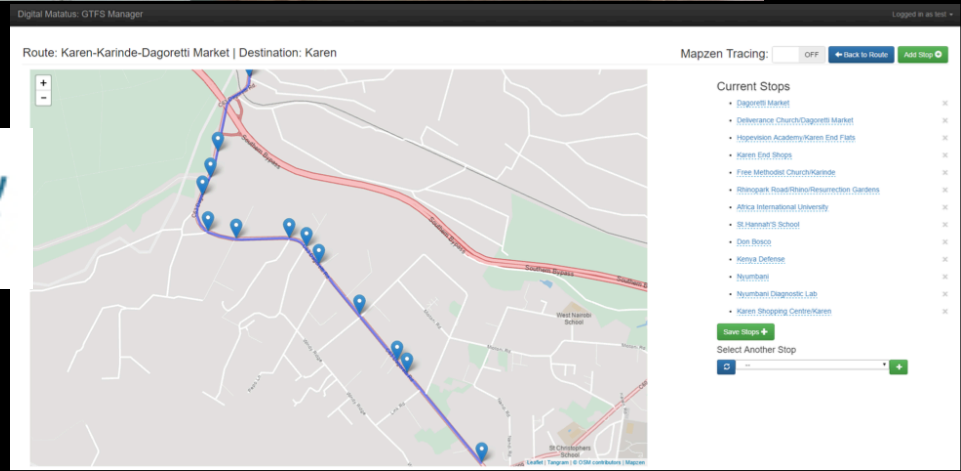 Digital Matatus: GTFS Manager
Logged in as test
Route: Karen-Karinde-Dagoretti Market | Destination: Karen
Mapzen Tracing:
OFF
Back to Route
Add Stop
+
-
Southern Bypass
Southern Bypass
Southern Bypass
Southern Bypass
West Nairobi
School
St Christophers
School
Leaflet | Tangram | © OSM contributors | Mapzen
Current Stops
Dagoretti Market
Deliverance Church/Dagoretti Market
Hopevision Academy/Karen End Flats
Karen End Shops
Free Methodist Church/Karinde
Rhinopark Road/Rhino/Resurrection Gardens
Africa International University
St.Hannah'S School
Don Bosco
Kenya Defense
Nyumbani
Nyumbani Diagnostic Lab
Karen Shopping Centre/Karen
Save Stops
Select Another Stop
--